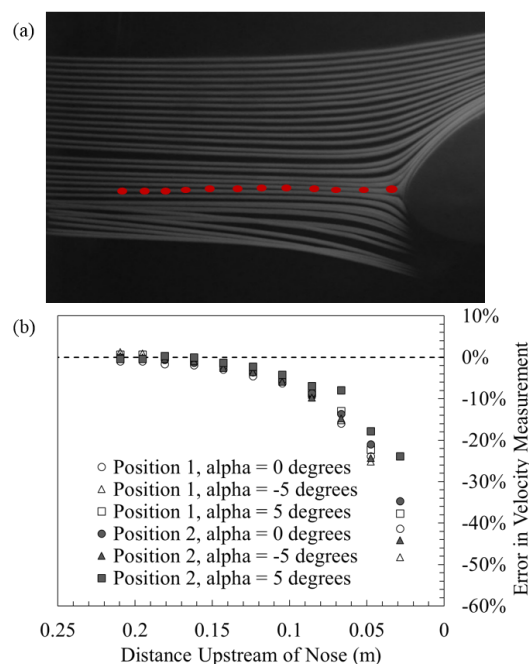 (a)
(b)
10%
0%
-10%
-20%
-30%
-40%
-50%
-60%
Error in Velocity Measurement
Position 1, alpha = 0 degrees
Position 1, alpha = -5 degrees
Position 1, alpha = 5 degrees
Position 2, alpha = 0 degrees
Position 2, alpha = -5 degrees
Position 2, alpha = 5 degrees
0.25 0.2 0.15 0.1 0.05 0
Distance Upstream of Nose (m)